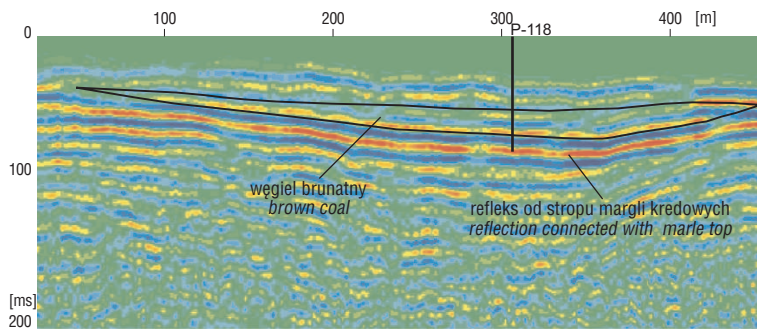 100 200 300 400 [m]
P-118
0
100
węgiel brunatny
brown coal
refleks od stropu margli kredowych
reflection connected with marle top
[ms]
200